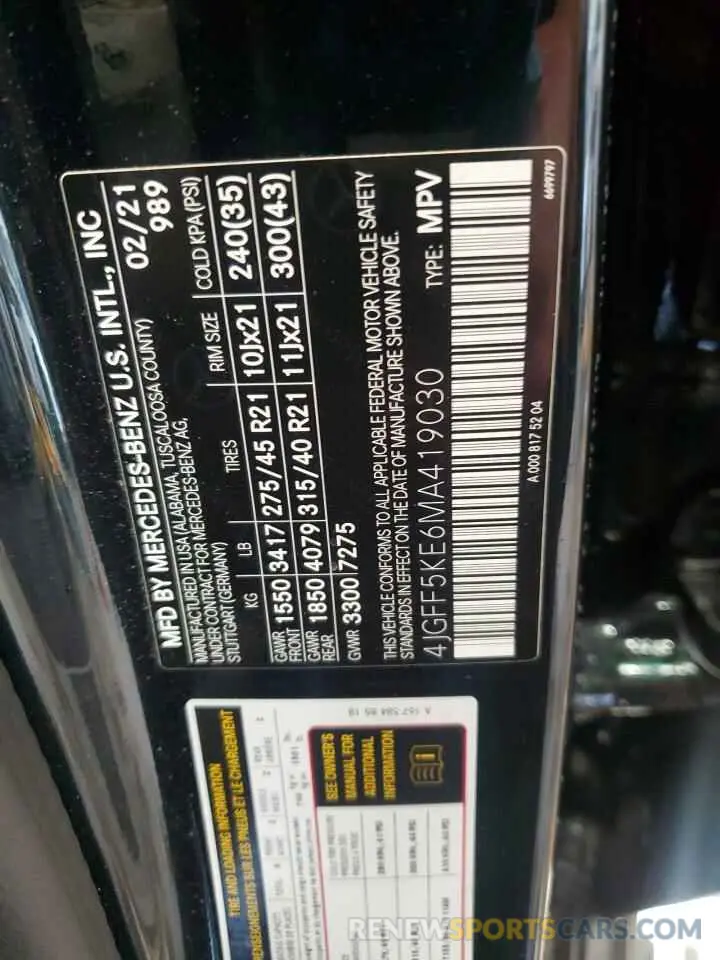 MFD BY MERCEDES-BENZ U.S. INTL., INC
MANUFACTURED IN USA (ALABAMA, TUSCALOOSA COUNTY) 02/21
UNDER CONTRACT FOR MERCEDES-BENZ AG, 989
STUTTGART (GERMANY)
KG LB TIRES RIM SIZE COLD KPA (PSI)
GAWR FRONT 1550 3417 275/45 R21 10Jx21 240(35)
GAWR REAR 1850 4079 315/40 R21 11Jx21 300(43)
GVWR 3300 7275
THIS VEHICLE CONFORMS TO ALL APPLICABLE FEDERAL MOTOR VEHICLE SAFETY
STANDARDS IN EFFECT ON THE DATE OF MANUFACTURE SHOWN ABOVE.
4JGFF5KE6MA419030 TYPE: MPV
A 000 817 52 04
6699797
TIRE AND LOADING INFORMATION
RENSEIGNEMENTS SUR LES PNEUS ET LE CHARGEMENT
SEE OWNER'S
MANUAL FOR
ADDITIONAL
INFORMATION
A 167 584 85 18
RENEWSPORTSCARS.COM